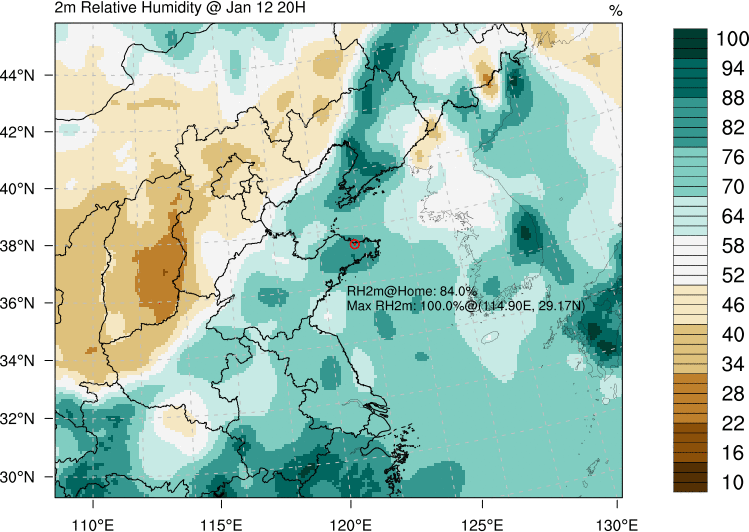 2m Relative Humidity @ Jan 12 20H
%
44°N
42°N
40°N
38°N
36°N
34°N
32°N
30°N
110°E
115°E
120°E
125°E
130°E
RH2m@Home: 84.0%
Max RH2m: 100.0%@(114.90E, 29.17N)
100
94
88
82
76
70
64
58
52
46
40
34
28
22
16
10